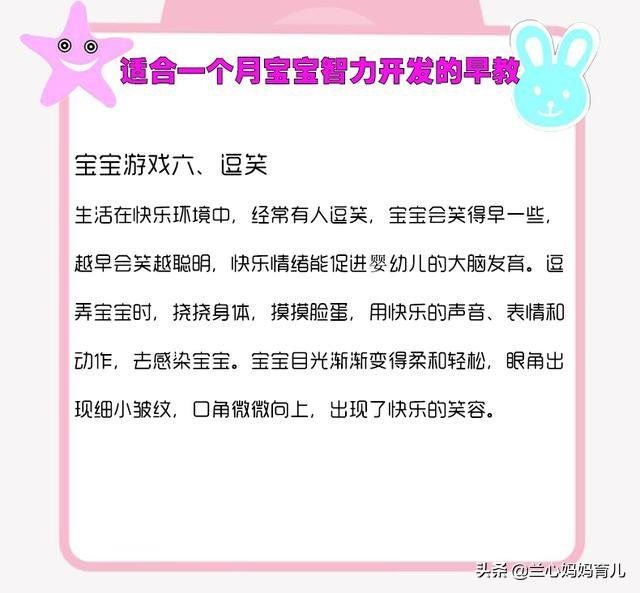 适合一个月宝宝智力开发的早教
宝宝游戏六、逗笑
生活在快乐环境中，经常有人逗笑，宝宝会笑得早一些，
越早会笑越聪明，快乐情绪能促进婴幼儿的大脑发育。逗
弄宝宝时，挠挠身体，摸摸脸蛋，用快乐的声音、表情和
动作，去感染宝宝。宝宝目光渐渐变得柔和轻松，眼角出
现细小皱纹，口角微微向上，出现了快乐的笑容。
头条 @兰心妈妈育儿